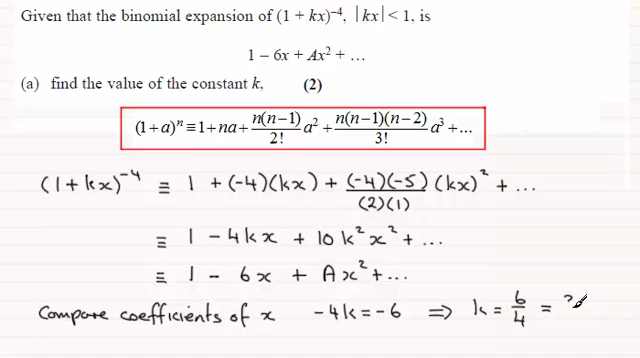 Given that the binomial expansion of (1 + kx)⁻⁴, |kx| < 1, is
1 − 6x + Ax² + …
(a) find the value of the constant k, (2)
(1+a)ⁿ ≡ 1+na+ n(n−1)/2! a² + n(n−1)(n−2)/3! a³ +...
(1+kx)⁻⁴ ≡ 1 + (-4)(kx) + (-4)(-5)/(2)(1) (kx)² + ...
≡ 1 - 4kx + 10k²x² + ...
≡ 1 - 6x + Ax² + ...
Compare coefficients of x -4k = -6 ⇒ k = 6/4 =